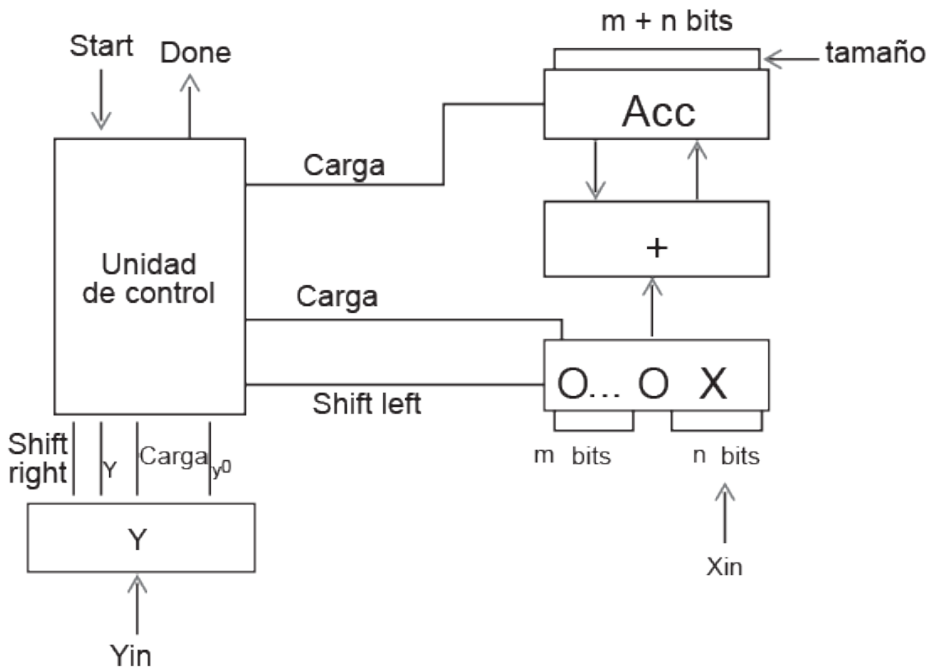 m + n bits
Start
Done
tamaño
Acc
Carga
Unidad
de control
+
Carga
O... O X
Shift left
Shift
right
Y
Carga
y0
m bits
n bits
Y
Xin
Yin